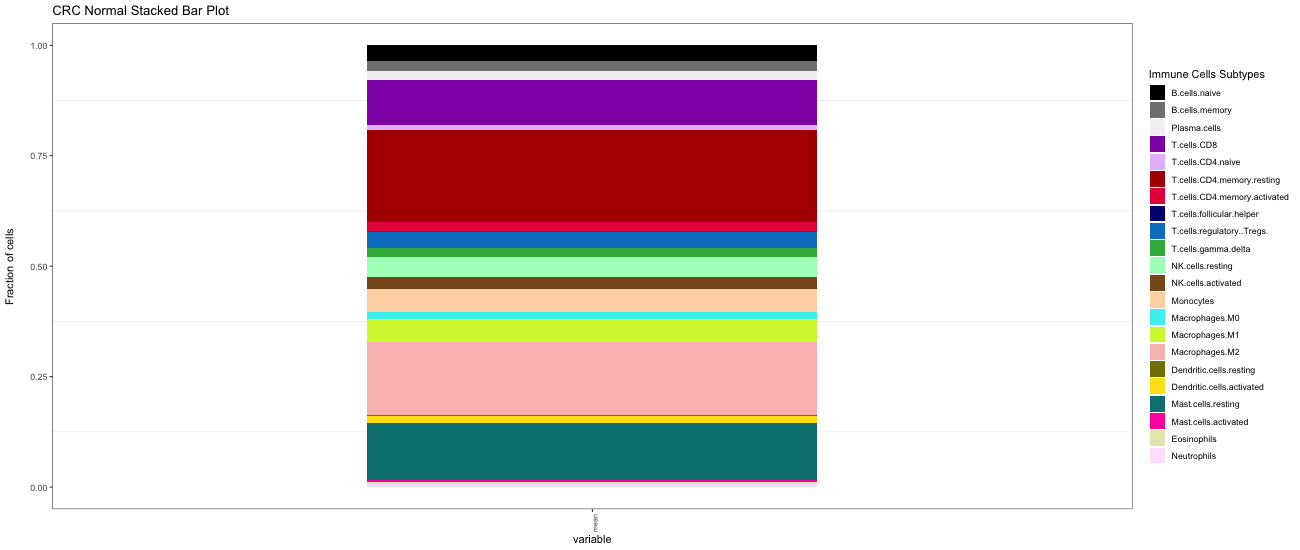 CRC Normal Stacked Bar Plot
1.00
0.75
0.50
0.25
0.00
Fraction of cells
mean
variable
Immune Cells Subtypes
B.cells.naive
B.cells.memory
Plasma.cells
T.cells.CD8
T.cells.CD4.naive
T.cells.CD4.memory.resting
T.cells.CD4.memory.activated
T.cells.follicular.helper
T.cells.regulatory..Tregs.
T.cells.gamma.delta
NK.cells.resting
NK.cells.activated
Monocytes
Macrophages.M0
Macrophages.M1
Macrophages.M2
Dendritic.cells.resting
Dendritic.cells.activated
Mast.cells.resting
Mast.cells.activated
Eosinophils
Neutrophils